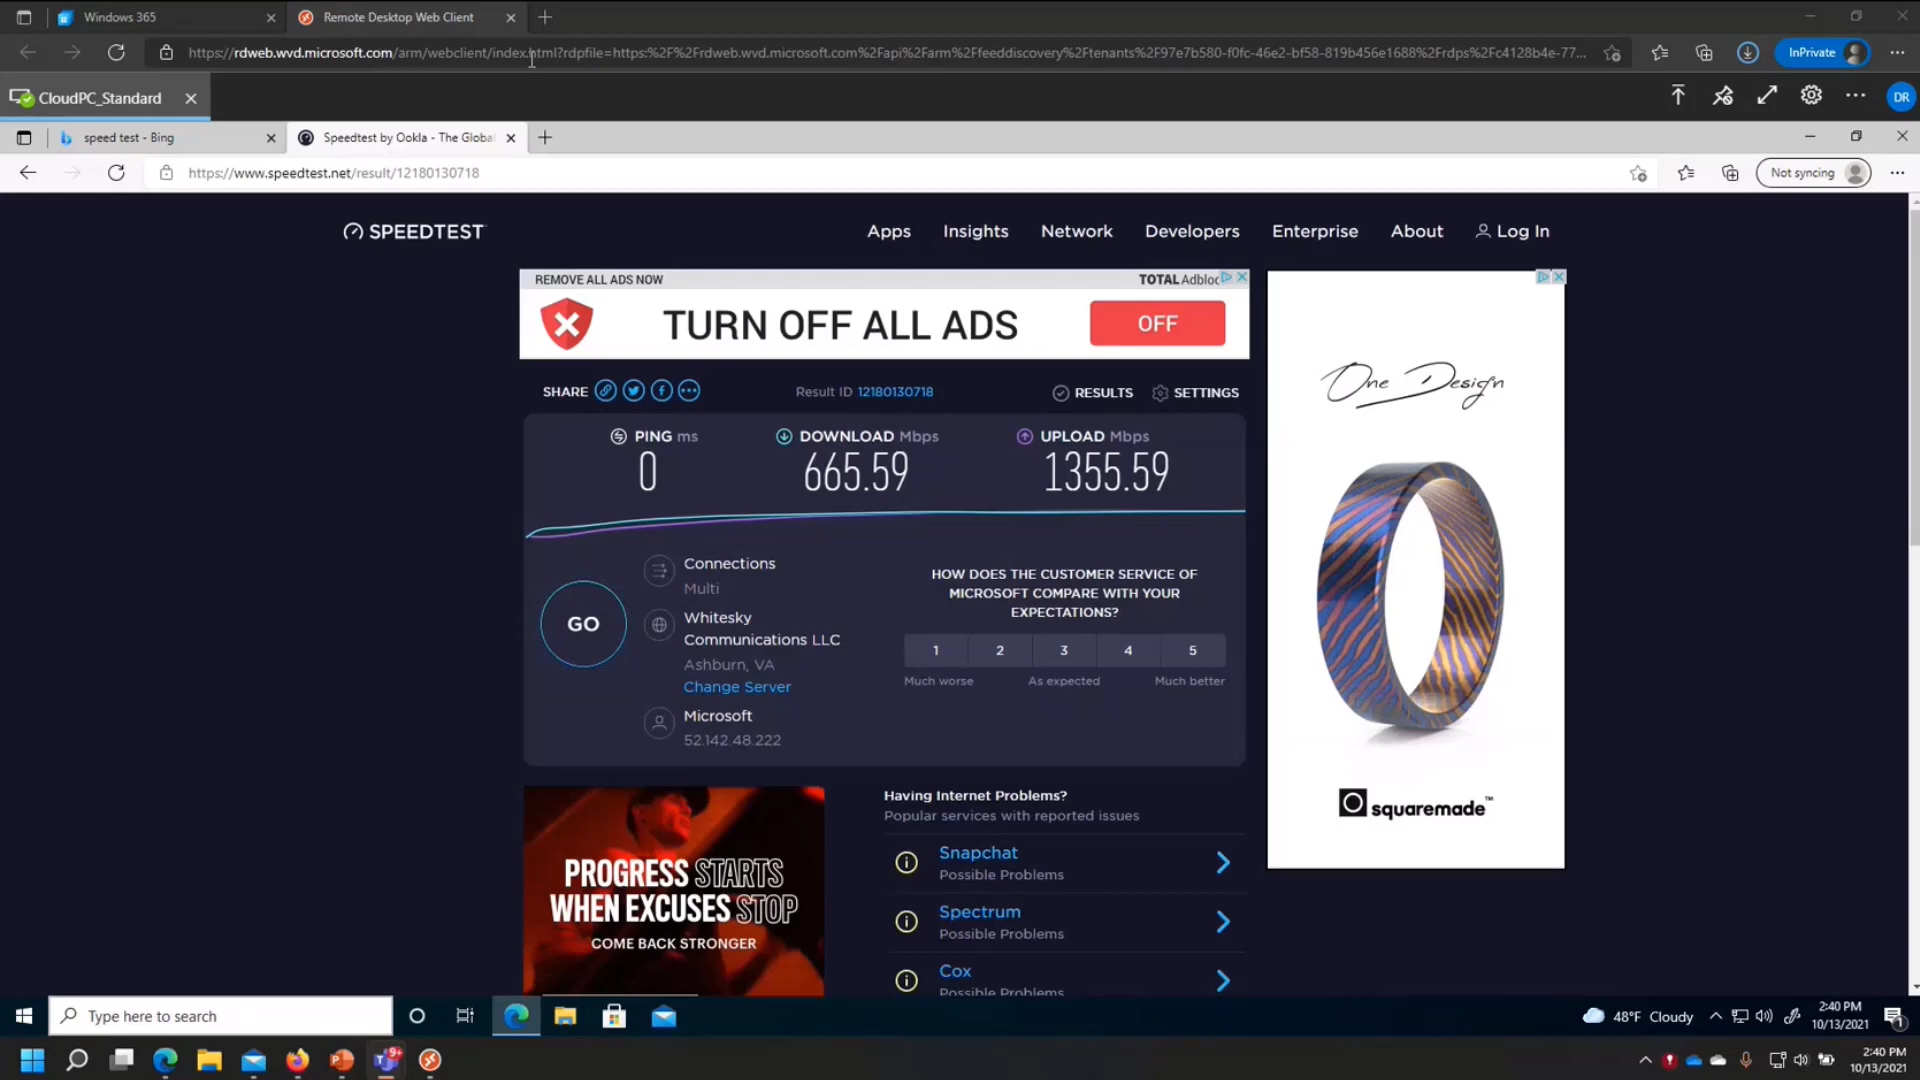 Windows 365
Remote Desktop Web Client
https://rdweb.wvd.microsoft.com/arm/webclient/index.html?rdpfile=https:%2F%2Frdweb.wvd.microsoft.com%2Fapi%2Farm%2Ffeeddiscovery%2Ftenants%2F97e7b580-f0fc-46e2-bf58-819b456e1688%2Frdps%2Fc4128b4e-77...
InPrivate
CloudPC_Standard
DR
speed test - Bing
Speedtest by Ookla - The Global
https://www.speedtest.net/result/12180130718
Not syncing
SPEEDTEST
Apps
Insights
Network
Developers
Enterprise
About
Log In
REMOVE ALL ADS NOW
TOTAL Adbloc
TURN OFF ALL ADS
OFF
SHARE
Result ID 12180130718
RESULTS
SETTINGS
PING ms
0
DOWNLOAD Mbps
665.59
UPLOAD Mbps
1355.59
GO
Connections
Multi
Whitesky
Communications LLC
Ashburn, VA
Change Server
Microsoft
52.142.48.222
HOW DOES THE CUSTOMER SERVICE OF
MICROSOFT COMPARE WITH YOUR
EXPECTATIONS?
1 2 3 4 5
Much worse As expected Much better
One Design
squaremade™
PROGRESS STARTS
WHEN EXCUSES STOP
COME BACK STRONGER
Having Internet Problems?
Popular services with reported issues
Snapchat
Possible Problems
Spectrum
Possible Problems
Cox
Possible Problems
Type here to search
48°F Cloudy
2:40 PM
10/13/2021
1
9+
2:40 PM
10/13/2021